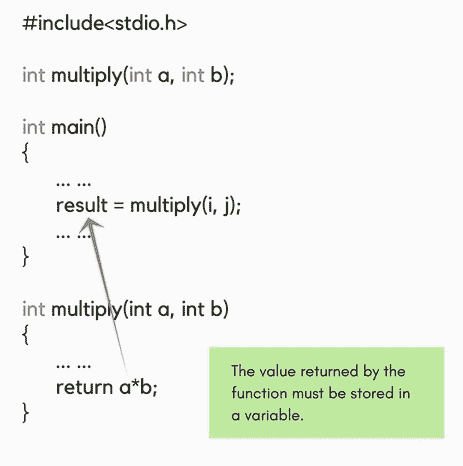 #include<stdio.h>
int multiply(int a, int b);
int main()
{
... ...
result = multiply(i, j);
... ...
}
int multiply(int a, int b)
{
... ...
return a*b;
}
The value returned by the
function must be stored in
a variable.